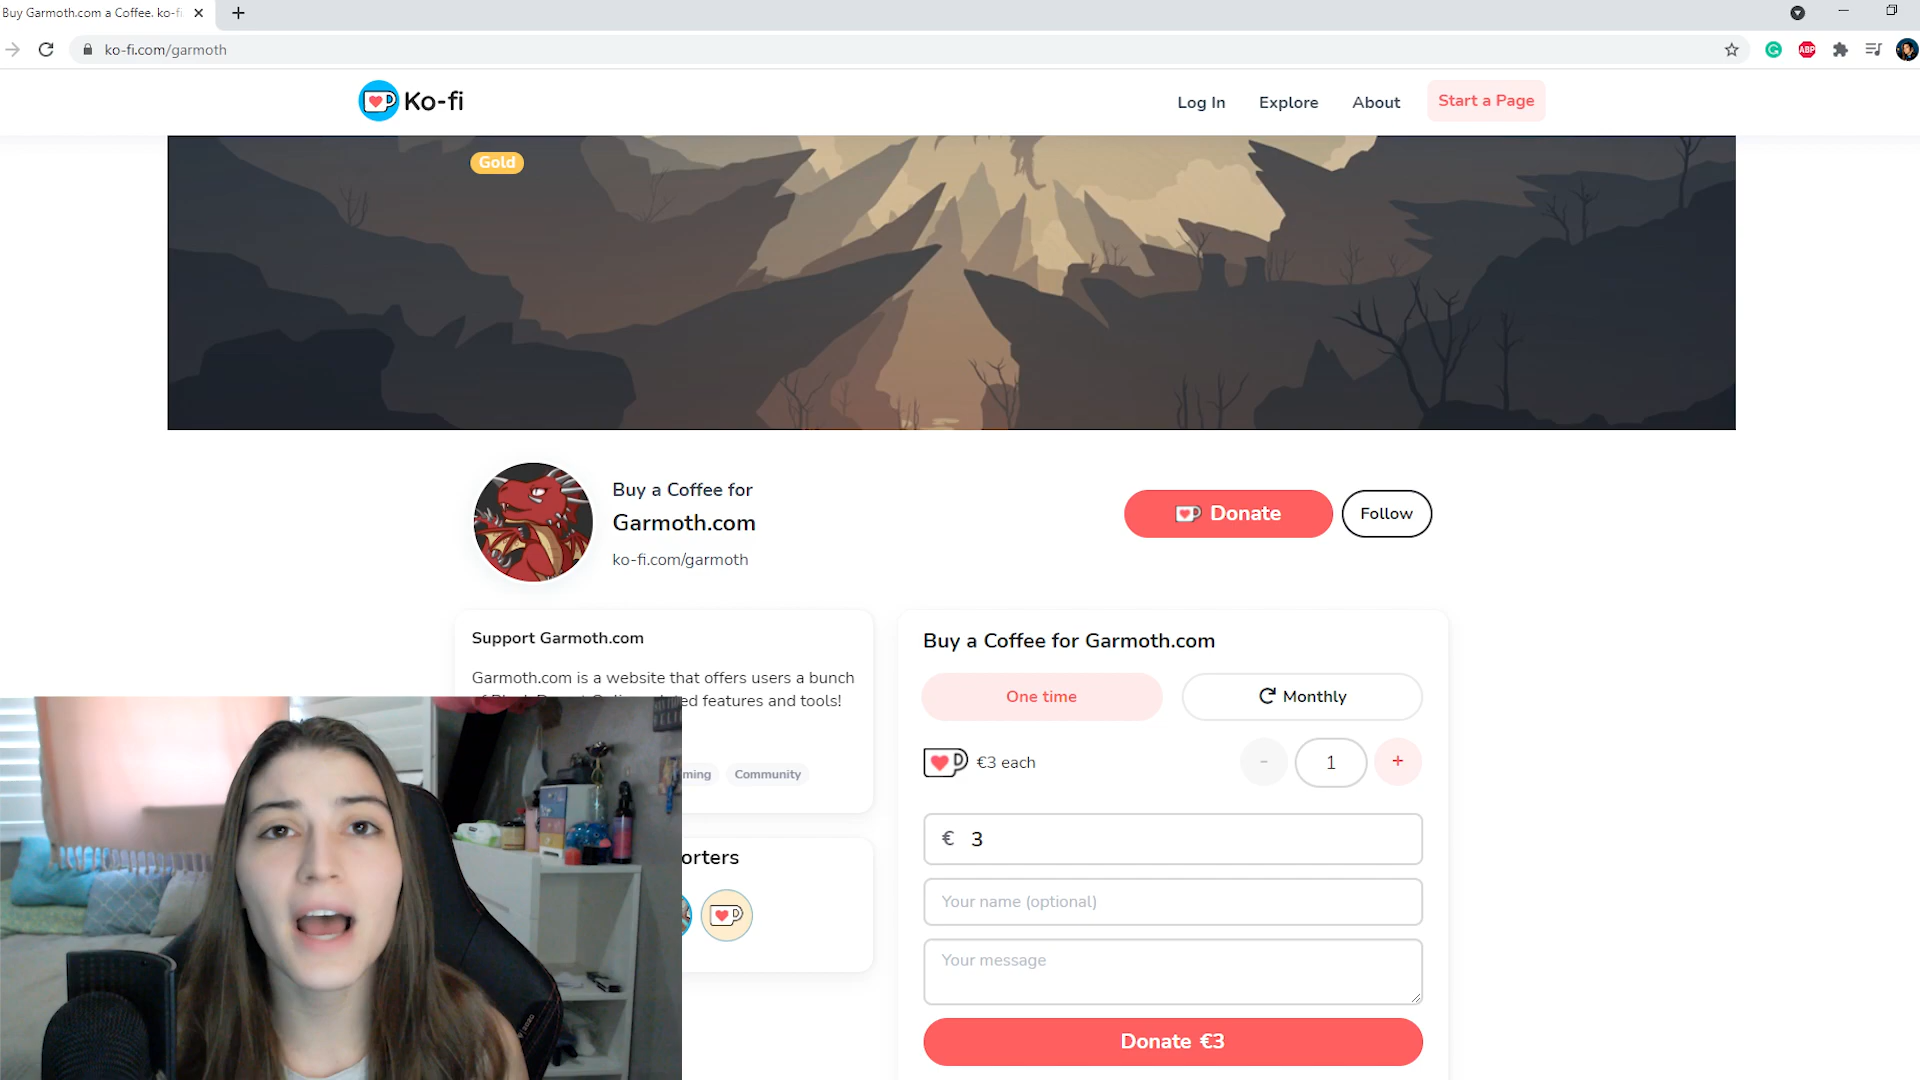 Buy Garmoth.com a Coffee. ko-fi
ko-fi.com/garmoth
ABP
Ko-fi
Log In
Explore
About
Start a Page
Gold
Buy a Coffee for
Garmoth.com
ko-fi.com/garmoth
Donate
Follow
Support Garmoth.com
Garmoth.com is a website that offers users a bunch
features and tools!
Community
orters
Buy a Coffee for Garmoth.com
One time
Monthly
€3 each
- 1 +
€ 3
Your name (optional)
Your message
Donate €3